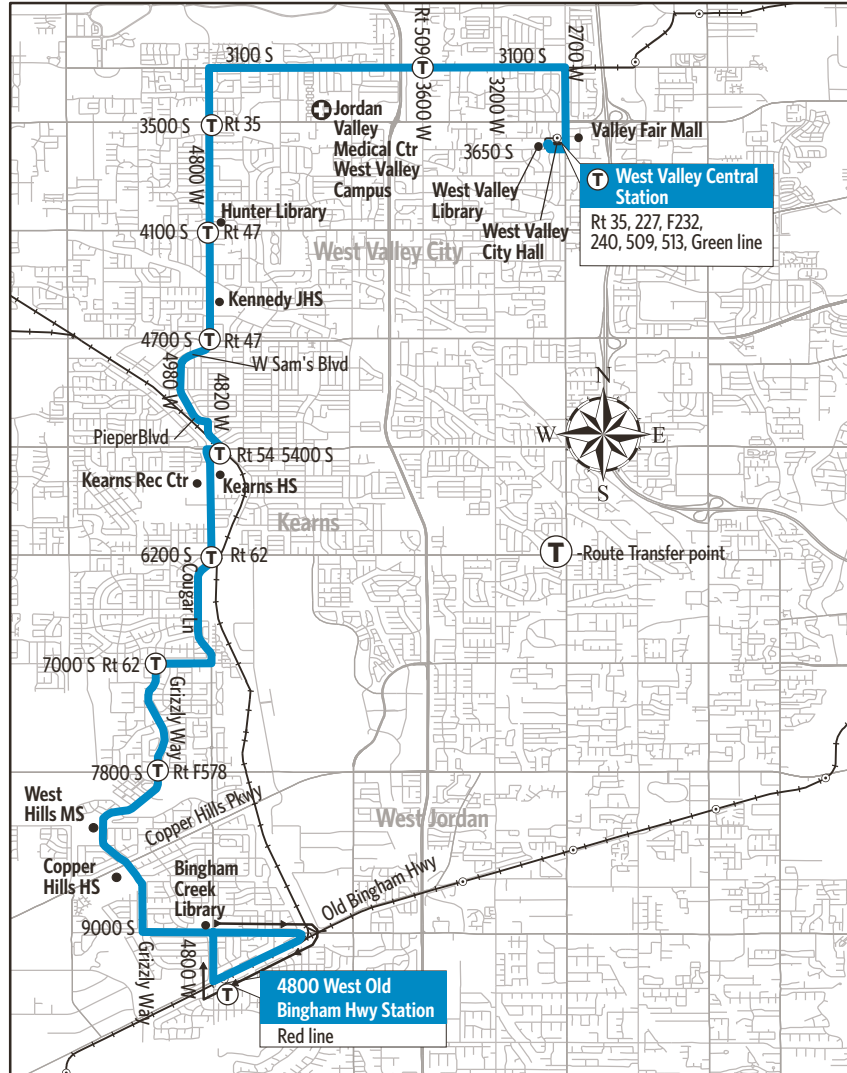 3100 S
Rt 509
3600 W
3100 S
3200 W
2700 W
3500 S
Rt 35
4800 W
Jordan
Valley
Medical Ctr
West Valley
Campus
3650 S
Valley Fair Mall
West Valley
Library
West Valley
City Hall
T West Valley Central
Station
Rt 35, 227, F232,
240, 509, 513, Green line
Hunter Library
4100 S
T
Rt 47
West Valley City
Kennedy JHS
4700 S
T
Rt 47
W Sam's Blvd
4980 W
4820 W
PieperBlvd
T
Rt 54 5400 S
Kearns Rec Ctr
Kearns HS
Kearns
N
W
E
S
6200 S
T
Rt 62
T -Route Transfer point
Cougar Ln
7000 S Rt 62
T
Grizzly Way
7800 S
T
Rt F578
West
Hills MS
Copper Hills Pkwy
West Jordan
Copper
Hills HS
Bingham
Creek
Library
Old Bingham Hwy
9000 S
Grizzly Way
4800 W
T
4800 West Old
Bingham Hwy Station
Red line
T
T